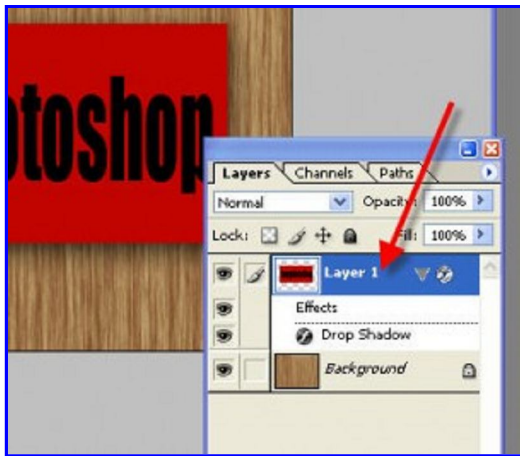 otoshop
Layers Channels Paths
Normal Opacity: 100%
Lock: Fill: 100%
Layer 1
Effects
Drop Shadow
Background